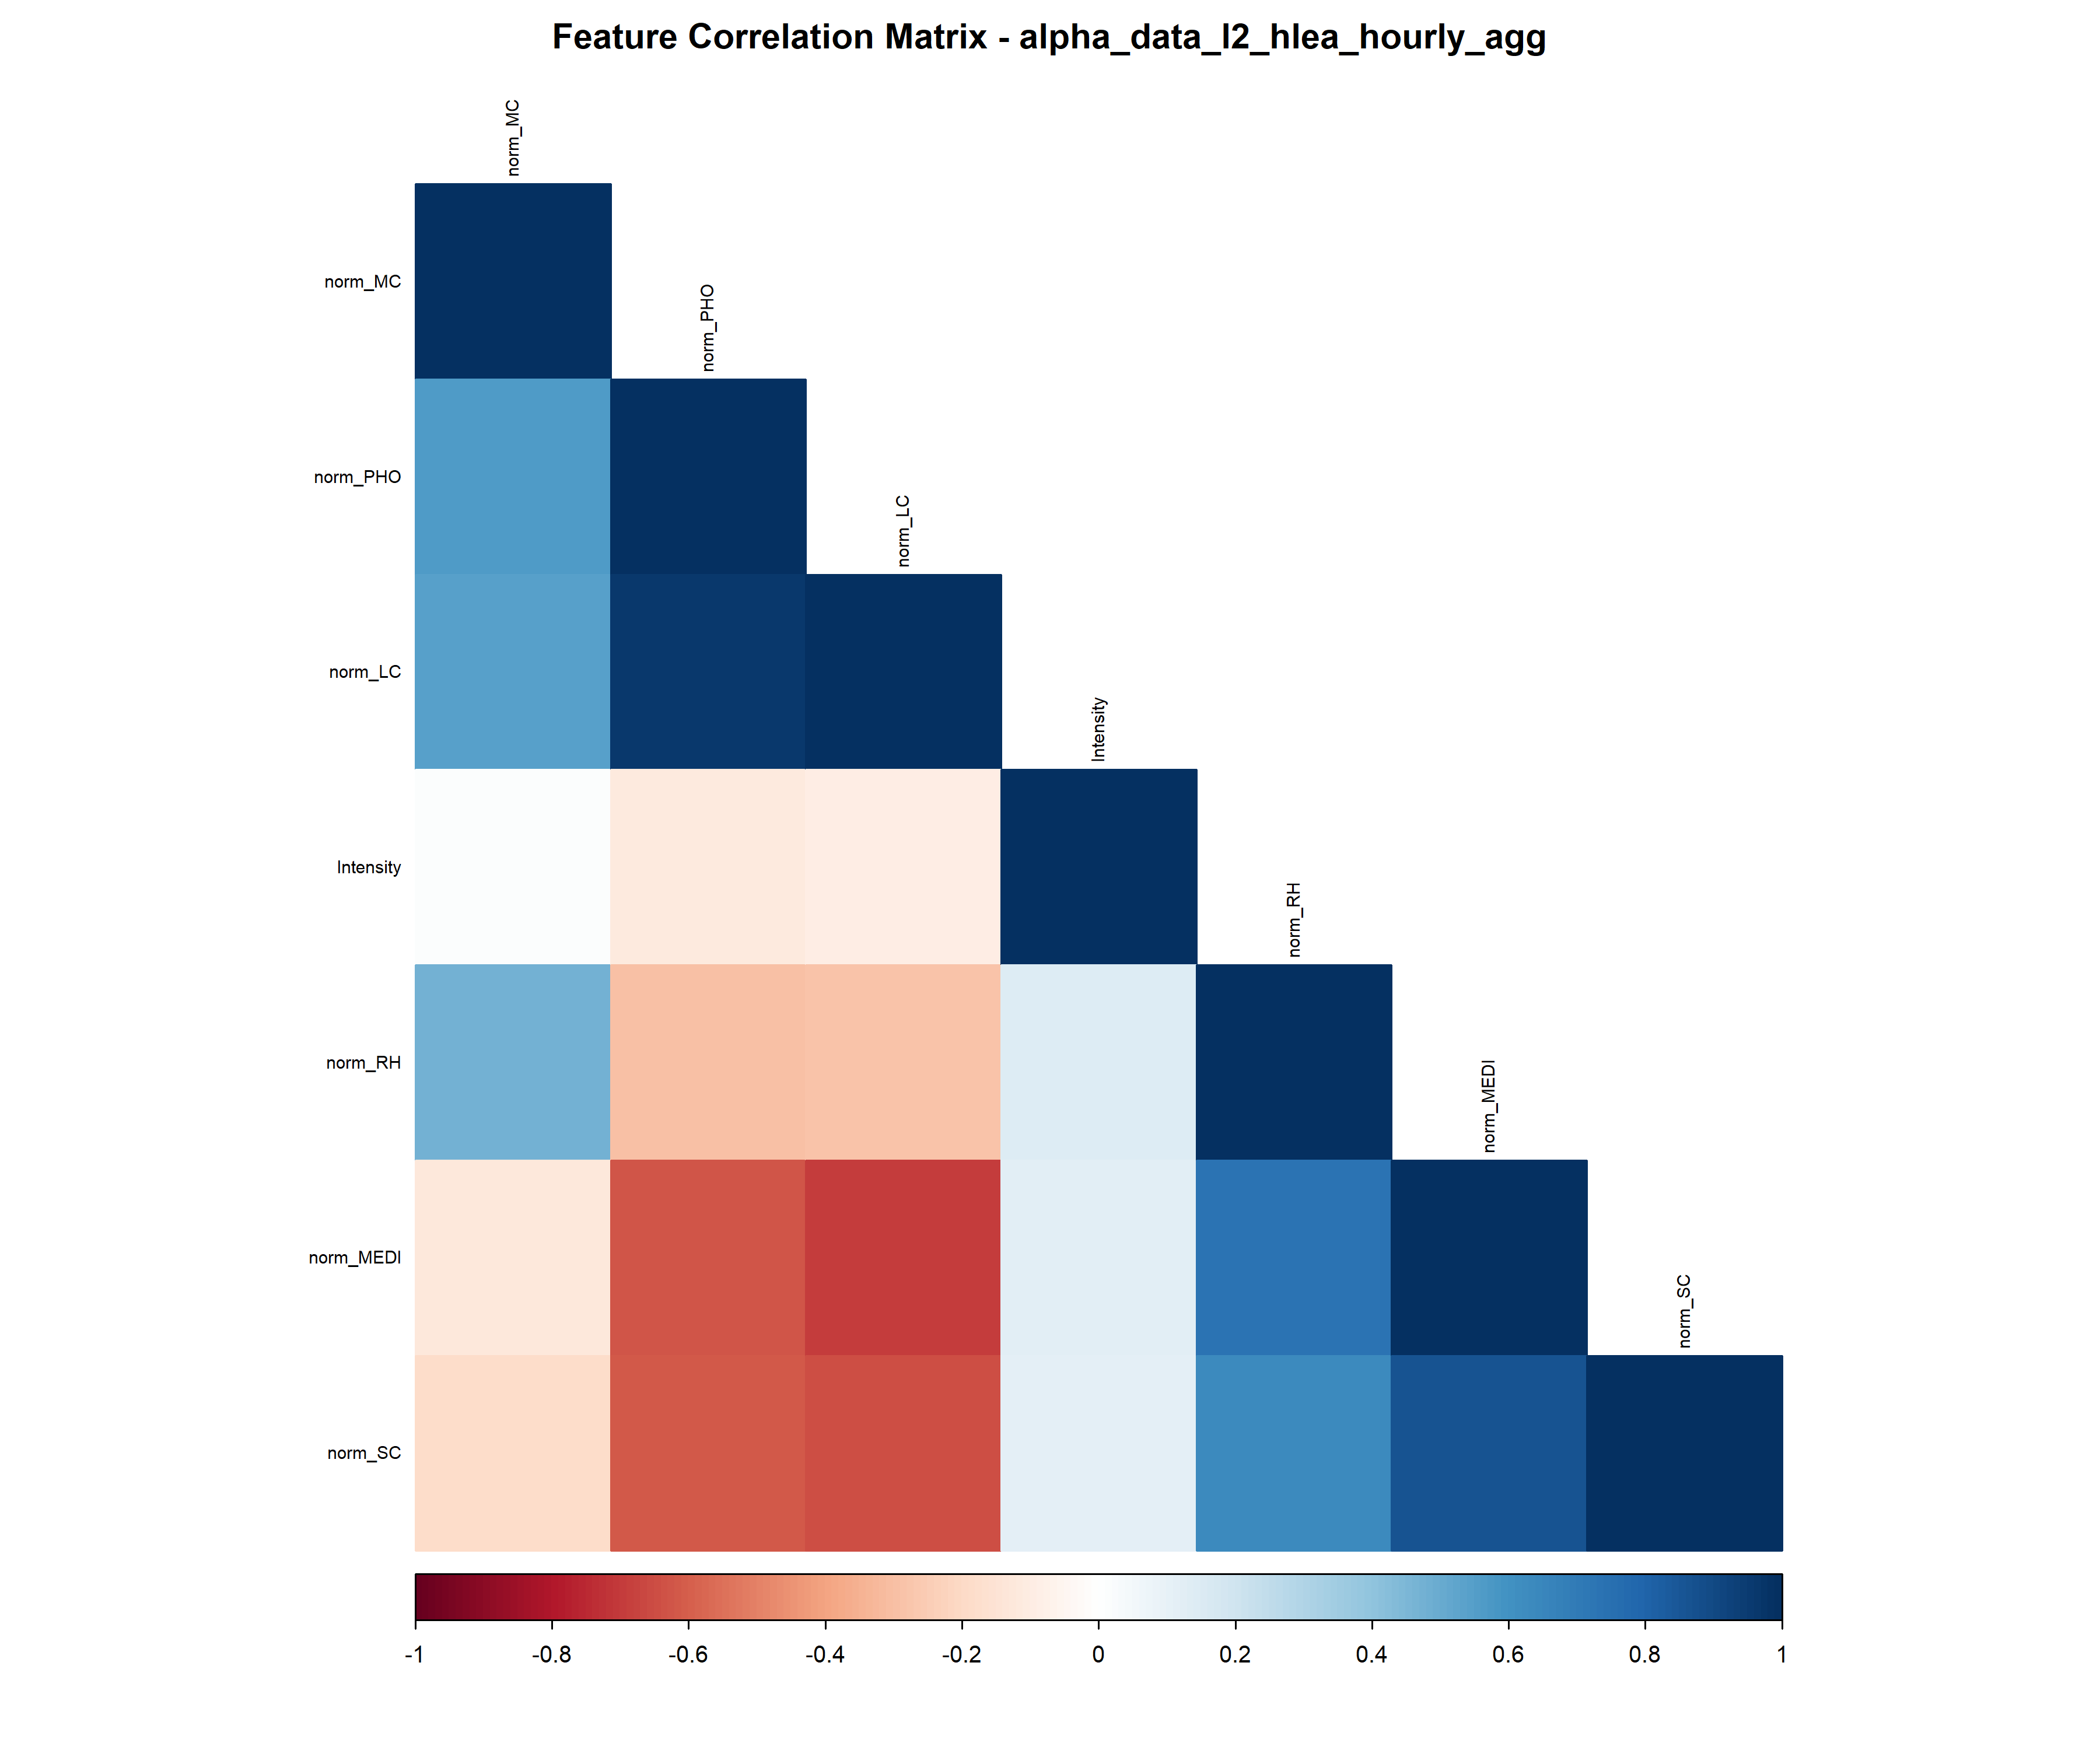 Feature Correlation Matrix - alpha_data_l2_hlea_hourly_agg
norm_MC
norm_MC
norm_PHO
norm_PHO
norm_LC
norm_LC
Intensity
Intensity
norm_RH
norm_RH
norm_MEDI
norm_MEDI
norm_SC
norm_SC
-1 -0.8 -0.6 -0.4 -0.2 0 0.2 0.4 0.6 0.8 1